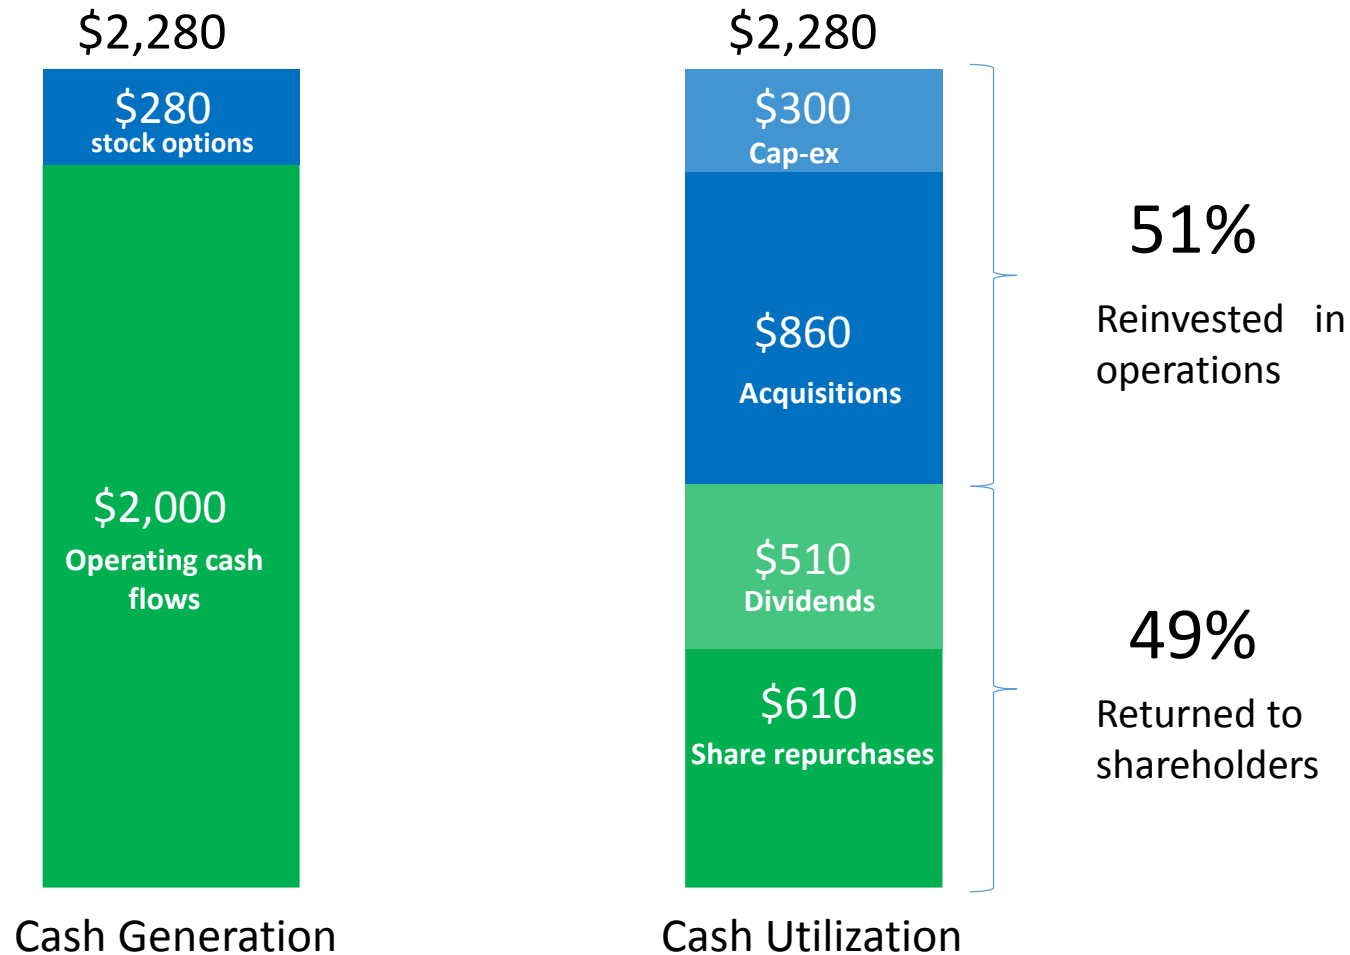 $2,280
$280
stock options
$2,000
Operating cash
flows
Cash Generation
$2,280
$300
Cap-ex
$860
Acquisitions
$510
Dividends
$610
Share repurchases
Cash Utilization
51%
Reinvested in
operations
49%
Returned to
shareholders